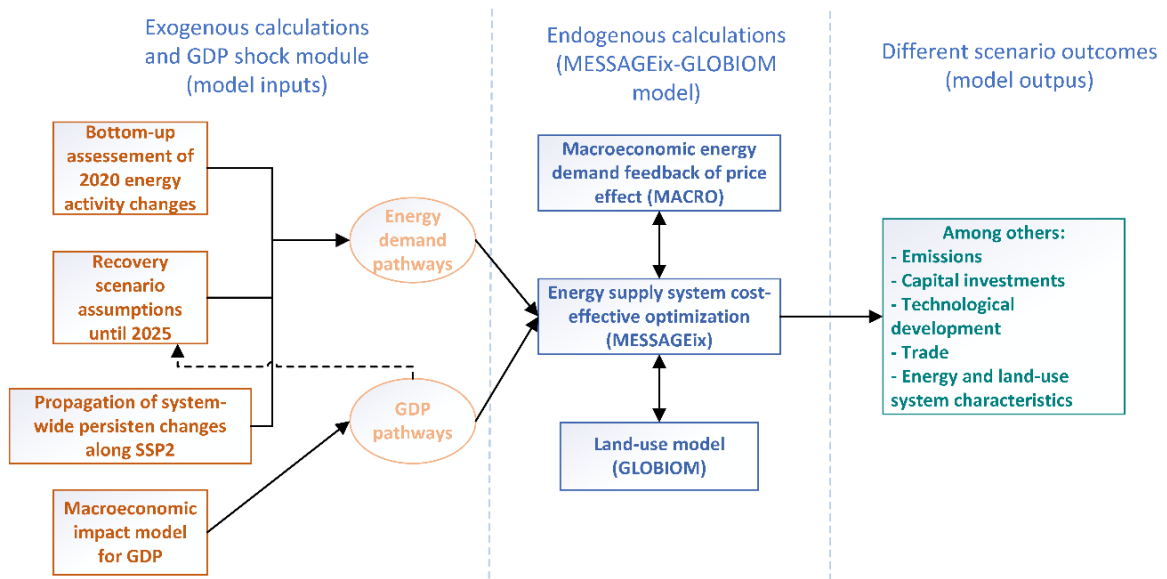 Exogenous calculations
and GDP shock module
(model inputs)
Bottom-up
assessment of
2020 energy
activity changes
Recovery
scenario
assumptions
until 2025
Propagation of system-
wide persisten changes
along SSP2
Macroeconomic
impact model
for GDP
Energy
demand
pathways
GDP
pathways
Endogenous calculations
(MESSAGEix-GLOBIOM
model)
Macroeconomic energy
demand feedback of price
effect (MACRO)
Energy supply system cost-
effective optimization
(MESSAGEix)
Land-use model
(GLOBIOM)
Different scenario outcomes
(model outpus)
Among others:
- Emissions
- Capital investments
- Technological
development
- Trade
- Energy and land-use
system characteristics